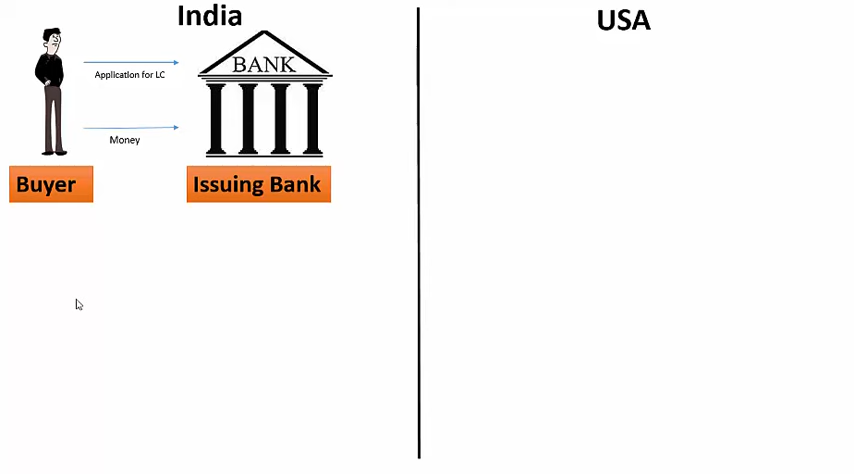 India
USA
BANK
Application for LC
Money
Buyer
Issuing Bank